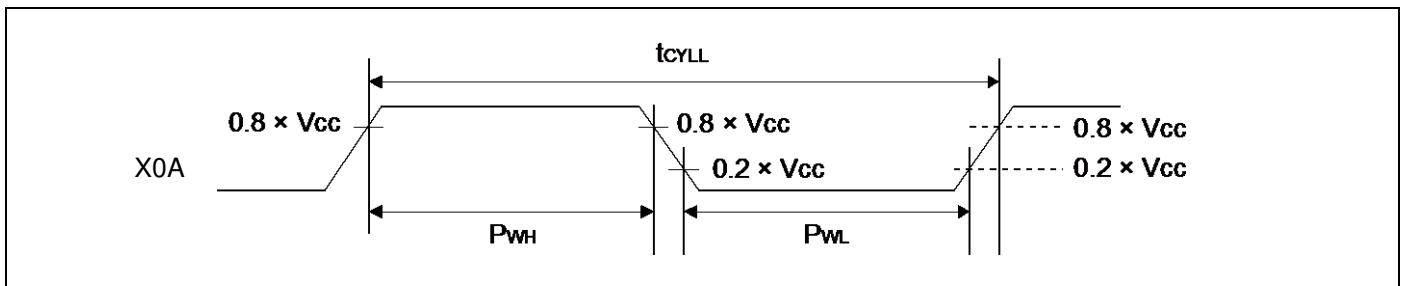 tCYLL
0.8 × Vcc
0.8 × Vcc
0.8 × Vcc
X0A
0.2 × Vcc
0.2 × Vcc
PWH
PWL